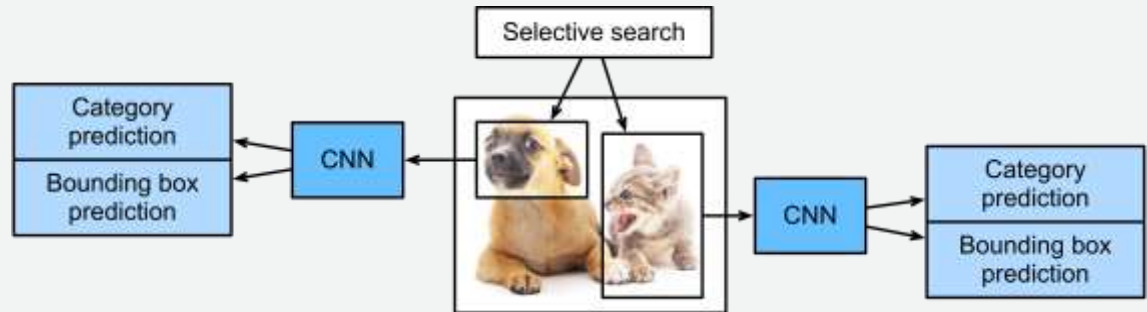 Selective search
Category
prediction
Bounding box
prediction
CNN
CNN
Category
prediction
Bounding box
prediction